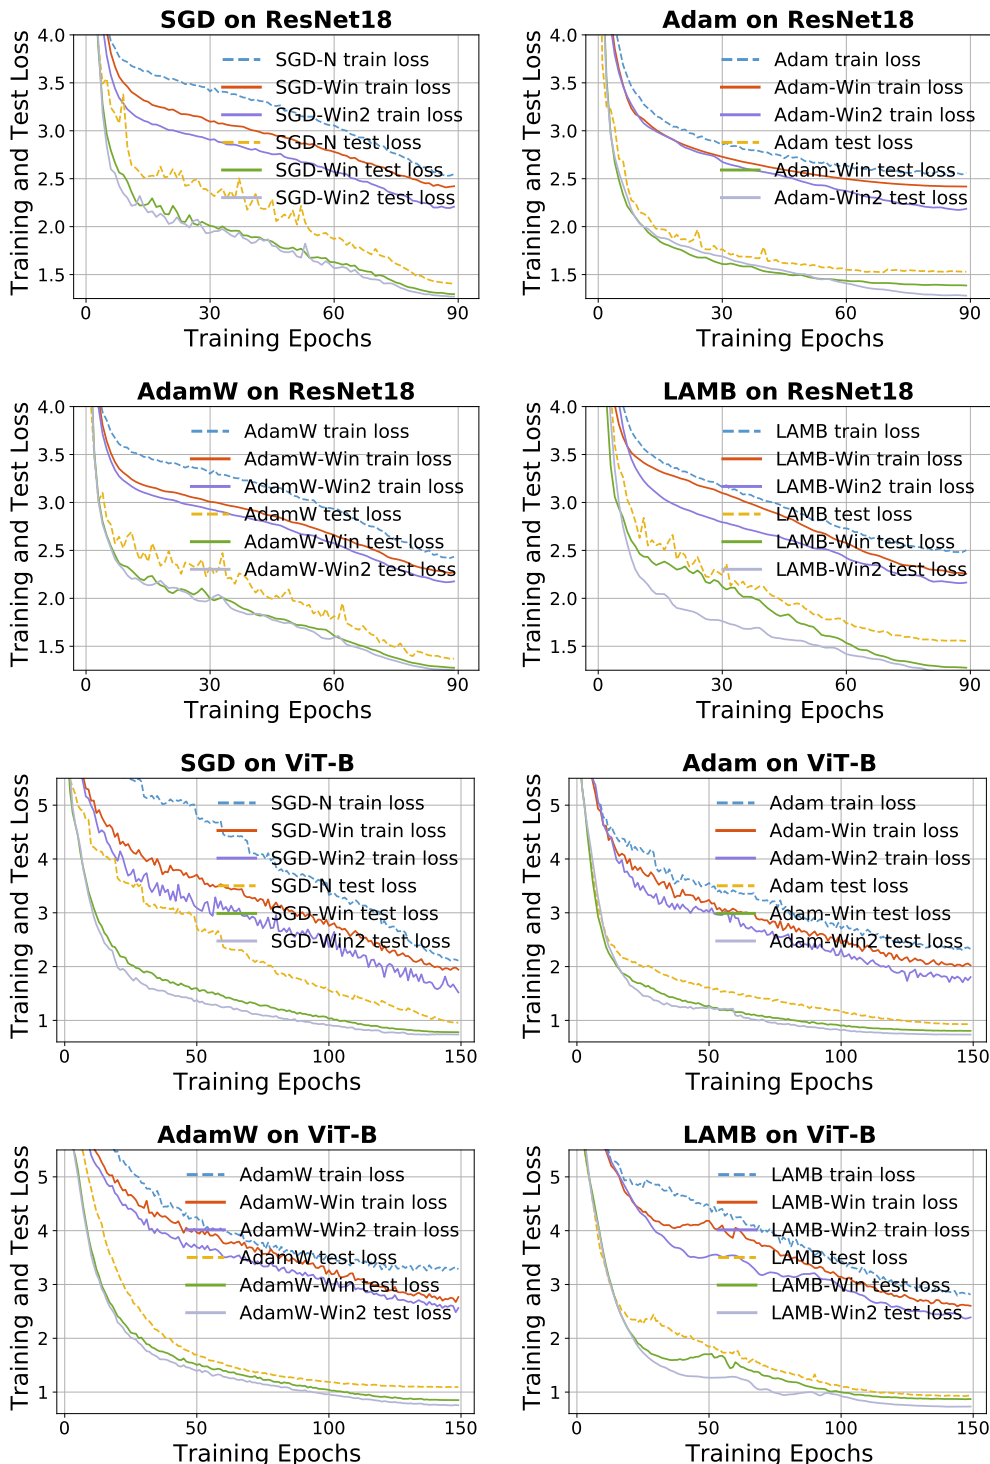 SGD on ResNet18
Training and Test Loss
4.0
3.5
3.0
2.5
2.0
1.5
SGD-N train loss
SGD-Win train loss
SGD-Win2 train loss
SGD-N test loss
SGD-Win test loss
SGD-Win2 test loss
0 30 60 90
Training Epochs
Adam on ResNet18
Training and Test Loss
4.0
3.5
3.0
2.5
2.0
1.5
Adam train loss
Adam-Win train loss
Adam-Win2 train loss
Adam test loss
Adam-Win test loss
Adam-Win2 test loss
0 30 60 90
Training Epochs
AdamW on ResNet18
Training and Test Loss
4.0
3.5
3.0
2.5
2.0
1.5
AdamW train loss
AdamW-Win train loss
AdamW-Win2 train loss
AdamW test loss
AdamW-Win test loss
AdamW-Win2 test loss
0 30 60 90
Training Epochs
LAMB on ResNet18
Training and Test Loss
4.0
3.5
3.0
2.5
2.0
1.5
LAMB train loss
LAMB-Win train loss
LAMB-Win2 train loss
LAMB test loss
LAMB-Win test loss
LAMB-Win2 test loss
0 30 60 90
Training Epochs
SGD on ViT-B
Training and Test Loss
5
4
3
2
1
SGD-N train loss
SGD-Win train loss
SGD-Win2 train loss
SGD-N test loss
SGD-Win test loss
SGD-Win2 test loss
0 50 100 150
Training Epochs
Adam on ViT-B
Training and Test Loss
5
4
3
2
1
Adam train loss
Adam-Win train loss
Adam-Win2 train loss
Adam test loss
Adam-Win test loss
Adam-Win2 test loss
0 50 100 150
Training Epochs
AdamW on ViT-B
Training and Test Loss
5
4
3
2
1
AdamW train loss
AdamW-Win train loss
AdamW-Win2 train loss
AdamW test loss
AdamW-Win test loss
AdamW-Win2 test loss
0 50 100 150
Training Epochs
LAMB on ViT-B
Training and Test Loss
5
4
3
2
1
LAMB train loss
LAMB-Win train loss
LAMB-Win2 train loss
LAMB test loss
LAMB-Win test loss
LAMB-Win2 test loss
0 50 100 150
Training Epochs